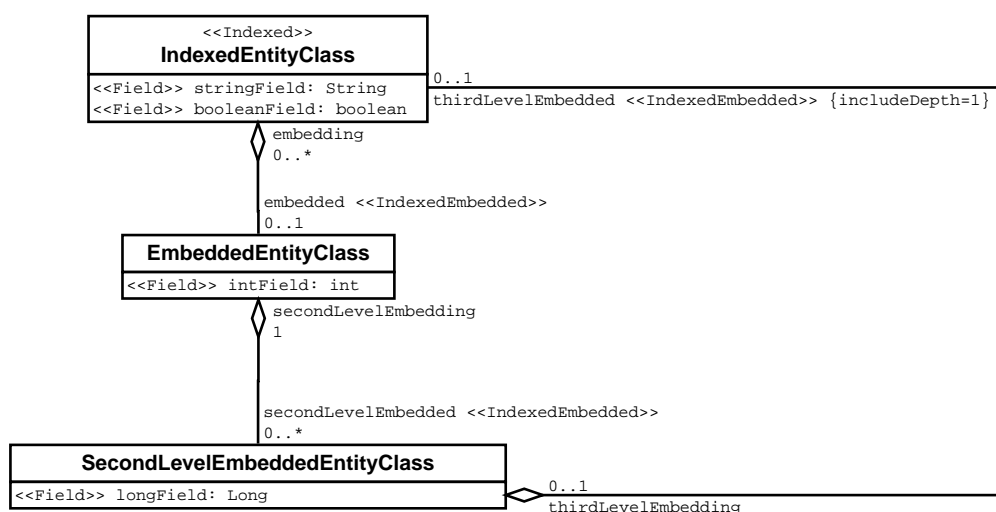 <<Indexed>>
IndexedEntityClass
<<Field>> stringField: String
<<Field>> booleanField: boolean
0..1
thirdLevelEmbedded <<IndexedEmbedded>> {includeDepth=1}
embedding
0..*
embedded <<IndexedEmbedded>>
0..1
EmbeddedEntityClass
<<Field>> intField: int
secondLevelEmbedding
1
secondLevelEmbedded <<IndexedEmbedded>>
0..*
SecondLevelEmbeddedEntityClass
<<Field>> longField: Long
0..1
thirdLevelEmbedding